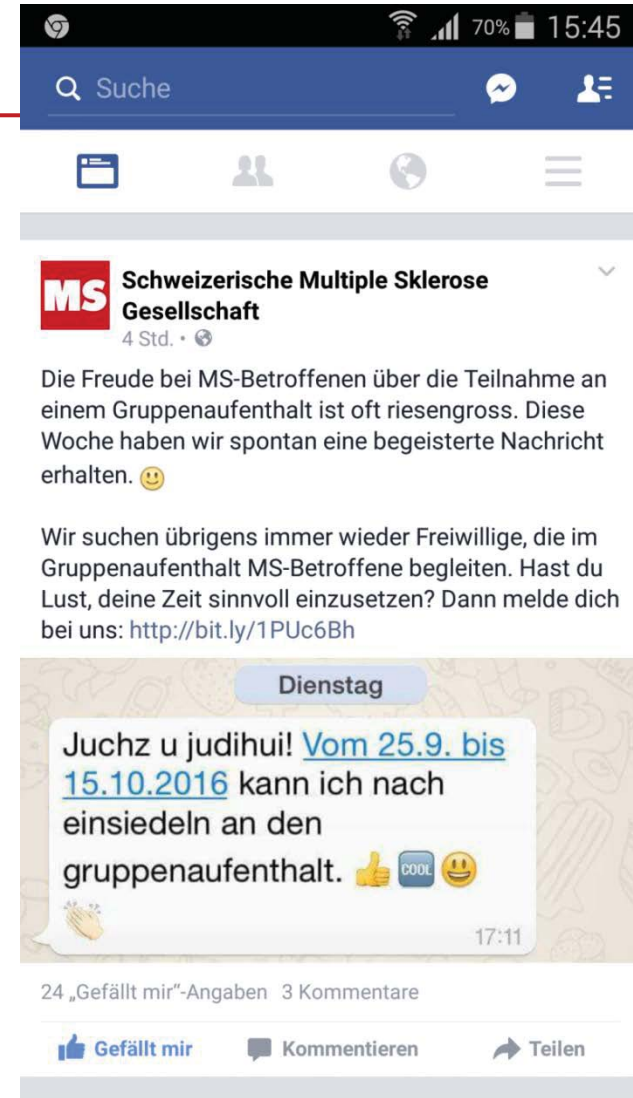 70% 15:45
Suche
MS
Schweizerische Multiple Sklerose
Gesellschaft
4 Std. •
Die Freude bei MS-Betroffenen über die Teilnahme an
einem Gruppenaufenthalt ist oft riesengross. Diese
Woche haben wir spontan eine begeisterte Nachricht
erhalten. 🙂
Wir suchen übrigens immer wieder Freiwillige, die im
Gruppenaufenthalt MS-Betroffene begleiten. Hast du
Lust, deine Zeit sinnvoll einzusetzen? Dann melde dich
bei uns: http://bit.ly/1PUc6Bh
Dienstag
Juchz u judihui! Vom 25.9. bis
15.10.2016 kann ich nach
einsiedeln an den
gruppenaufenthalt. 👍🆒😃
👏
17:11
24 „Gefällt mir“-Angaben 3 Kommentare
Gefällt mir Kommentieren Teilen